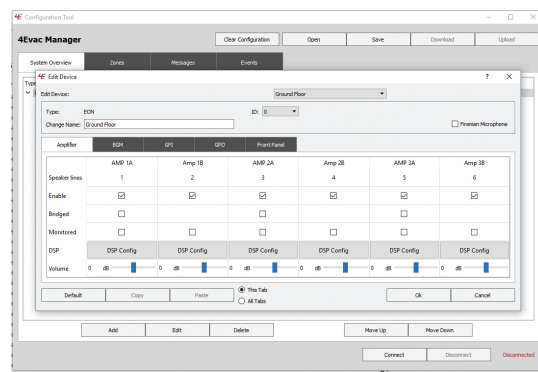 4E Configuration Tool
4Evac Manager
Clear Configuration Open Save Download Upload
System Overview Zones Messages Events
Type
4E Edit Device ? X
Edit Device: Ground Floor
Type: EON ID: 0
Change Name: Ground Floor Fireman Microphone
Amplifier BGM GPI GPO Front Panel
AMP 1A Amp 1B AMP 2A Amp 2B AMP 3A Amp 3B
Speaker lines 1 2 3 4 5 6
Enable
Bridged
Monitored
DSP DSP Config DSP Config DSP Config DSP Config DSP Config DSP Config
Volume 0 dB 0 dB 0 dB 0 dB 0 dB 0 dB
Default Copy Paste This Tab Ok Cancel
All Tabs
Add Edit Delete Move Up Move Down
Connect Disconnect Disconnected